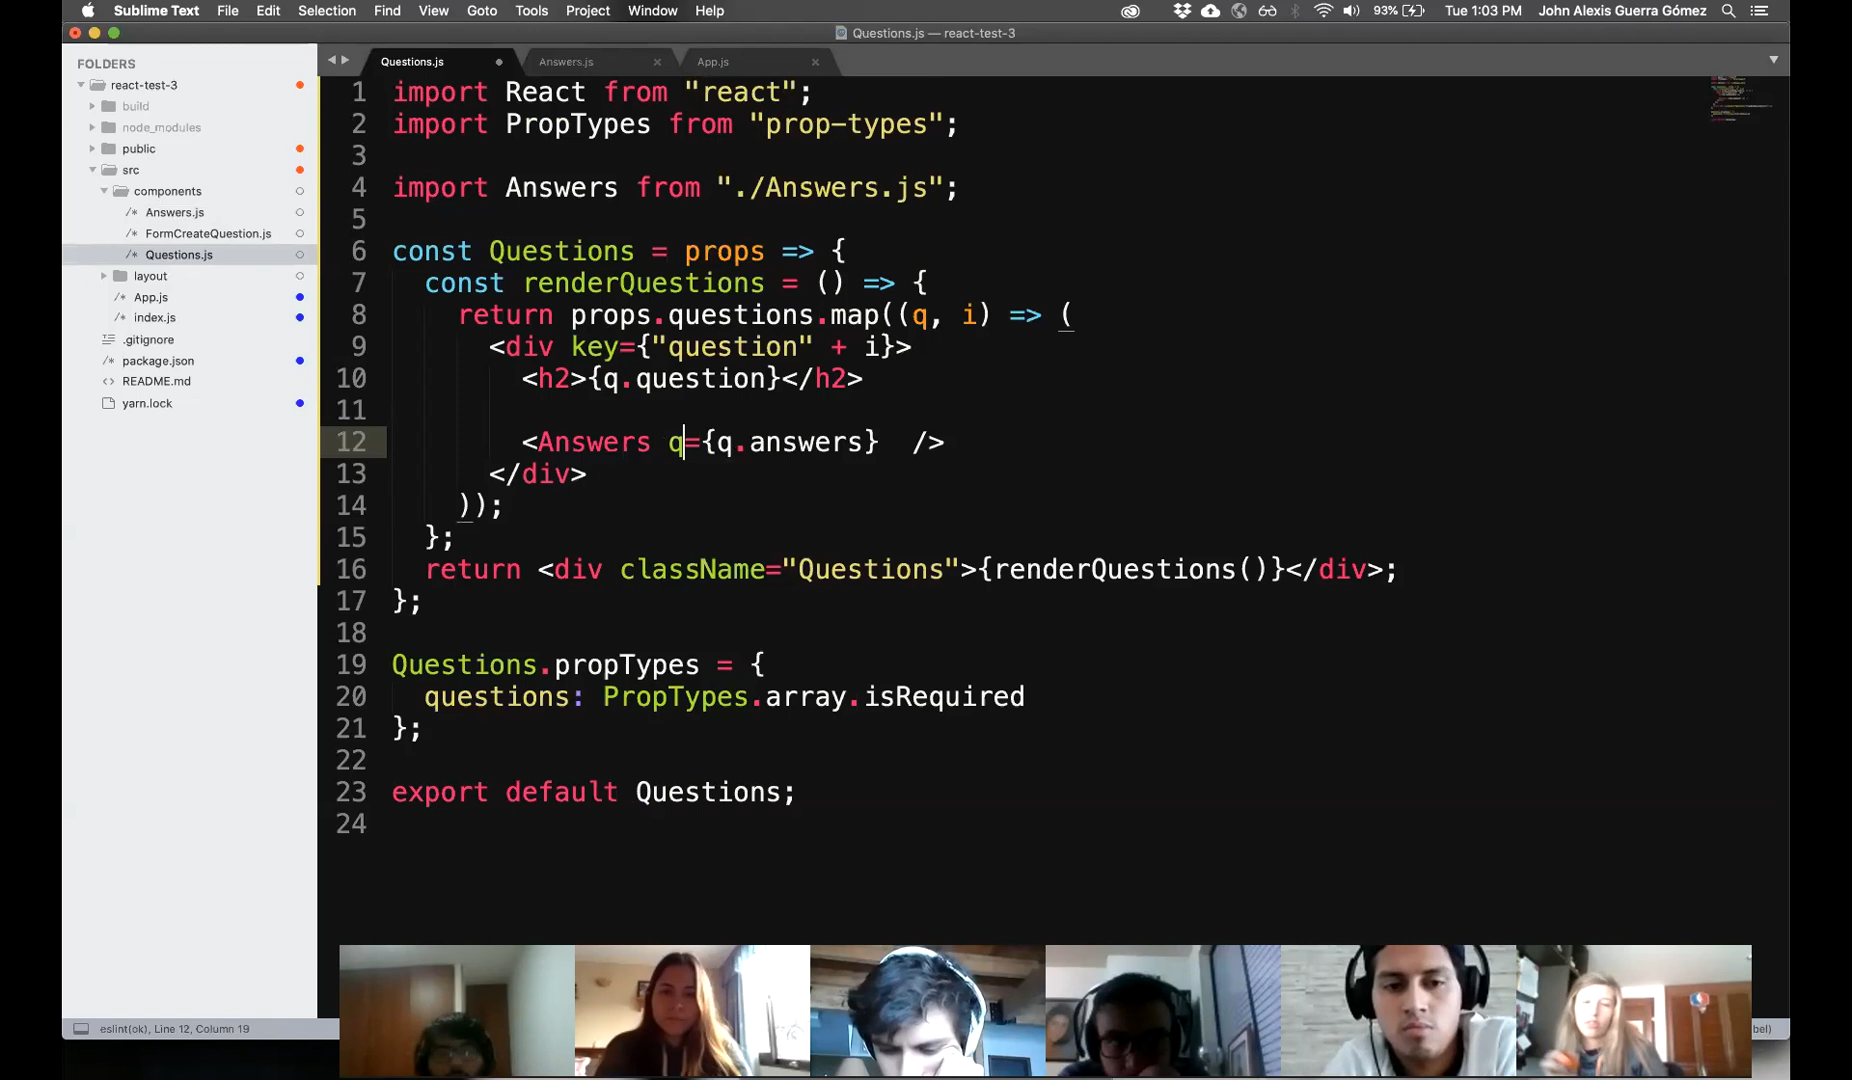 Sublime Text File Edit Selection Find View Goto Tools Project Window Help 93% Tue 1:03 PM John Alexis Guerra Gómez
Questions.js — react-test-3
FOLDERS
react-test-3
build
node_modules
public
src
components
/* Answers.js
/* FormCreateQuestion.js
/* Questions.js
layout
/* App.js
/* index.js
.gitignore
/* package.json
<> README.md
yarn.lock
Questions.js Answers.js App.js
1 import React from "react";
2 import PropTypes from "prop-types";
3
4 import Answers from "./Answers.js";
5
6 const Questions = props => {
7 const renderQuestions = () => {
8 return props.questions.map((q, i) => (
9 <div key={"question" + i}>
10 <h2>{q.question}</h2>
11
12 <Answers q={q.answers}  />
13 </div>
14 ));
15 };
16 return <div className="Questions">{renderQuestions()}</div>;
17 };
18
19 Questions.propTypes = {
20 questions: PropTypes.array.isRequired
21 };
22
23 export default Questions;
24
eslint(ok), Line 12, Column 19